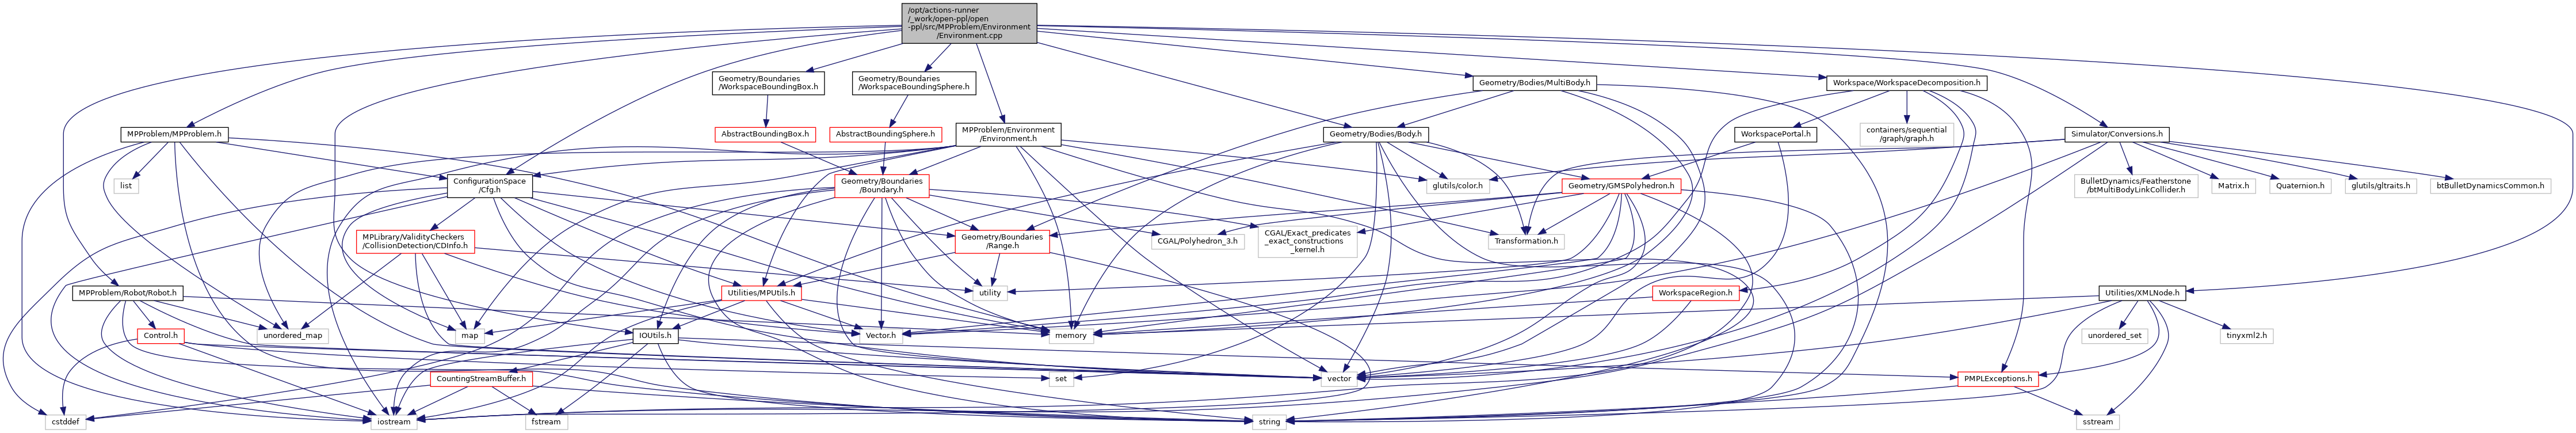 /opt/actions-runner
/_work/open-ppl/open
-ppl/src/MPProblem/Environment
/Environment.cpp
Geometry/Boundaries
/WorkspaceBoundingBox.h
Geometry/Boundaries
/WorkspaceBoundingSphere.h
Geometry/Bodies/MultiBody.h
Workspace/WorkspaceDecomposition.h
MPProblem/MPProblem.h
AbstractBoundingBox.h
AbstractBoundingSphere.h
MPProblem/Environment
/Environment.h
Geometry/Bodies/Body.h
WorkspacePortal.h
containers/sequential
/graph/graph.h
Simulator/Conversions.h
list
ConfigurationSpace
/Cfg.h
Geometry/Boundaries
/Boundary.h
glutils/color.h
Geometry/GMSPolyhedron.h
BulletDynamics/Featherstone
/btMultiBodyLinkCollider.h
Matrix.h
Quaternion.h
glutils/gltraits.h
btBulletDynamicsCommon.h
MPLibrary/ValidityCheckers
/CollisionDetection/CDInfo.h
Geometry/Boundaries
/Range.h
CGAL/Polyhedron_3.h
CGAL/Exact_predicates
_exact_constructions
_kernel.h
Transformation.h
MPProblem/Robot/Robot.h
Utilities/MPUtils.h
utility
WorkspaceRegion.h
Utilities/XMLNode.h
Control.h
unordered_map
map
IOUtils.h
Vector.h
memory
unordered_set
tinyxml2.h
CountingStreamBuffer.h
set
vector
PMPLExceptions.h
cstddef
iostream
fstream
string
sstream